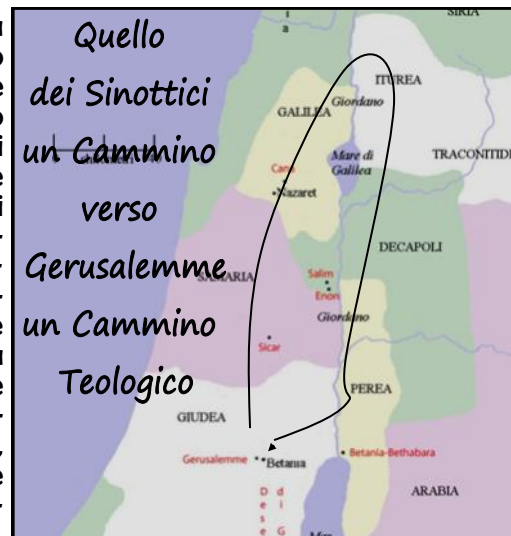 Quello
dei Sinottici
un Cammino
verso
Gerusalemme
un Cammino
Teologico
SIRIA
ITUREA
Giordano
GALILEA
Mare di
Galilea
TRACONITIDE
Cana
Nazaret
DECAPOLI
SAMARIA
Salim
Enon
Giordano
Sicar
PEREA
GIUDEA
Gerusalemme
Betania
Betania-Bethabara
ARABIA